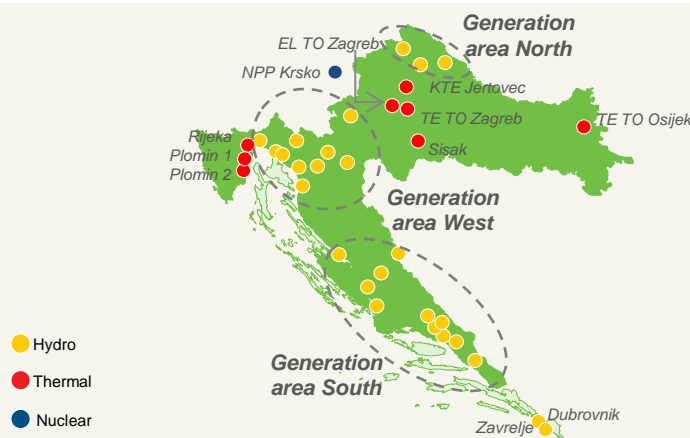 Generation
area North
EL TO Zagreb
NPP Krsko
KTE Jertovec
TE TO Zagreb
TE TO Osijek
Sisak
Rijeka
Plomin 1
Plomin 2
Generation
area West
Hydro
Thermal
Nuclear
Generation
area South
Dubrovnik
Zavrelje